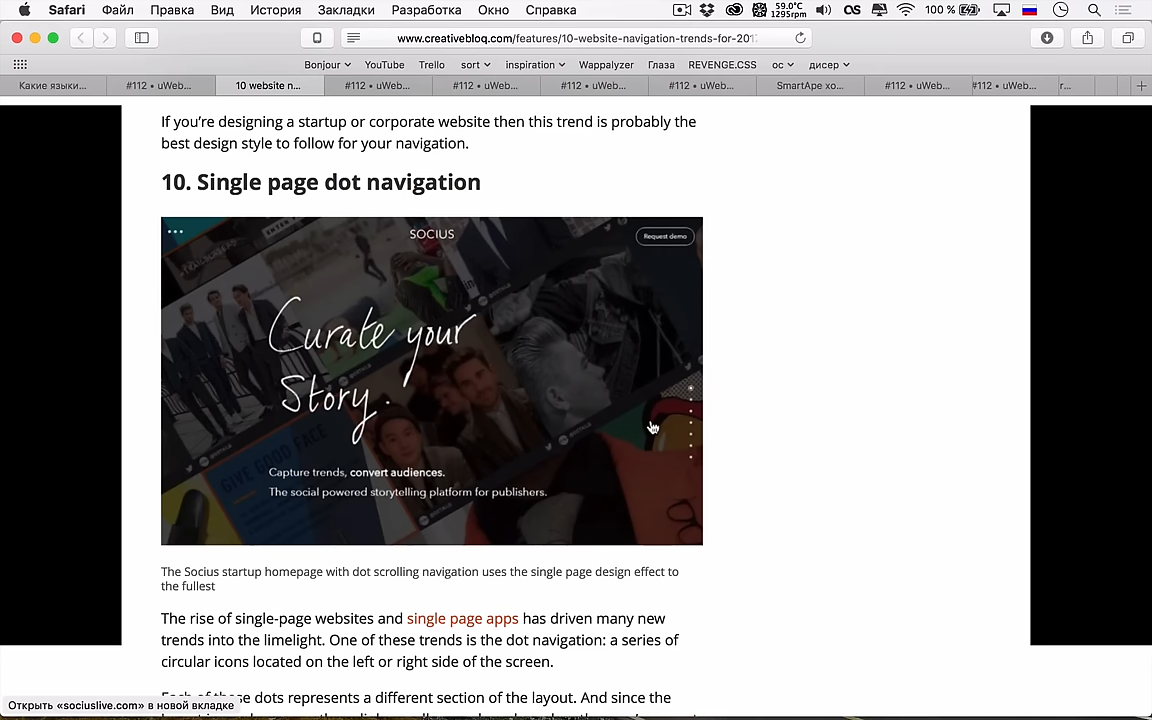 Safari Файл Правка Вид История Закладки Разработка Окно Справка 59.0°C 1295rpm 100 %
www.creativebloq.com/features/10-website-navigation-trends-for-201
Bonjour YouTube Trello sort inspiration Wappalyzer Глаза REVENGE.CSS ос дисер
Какие языки... #112 • uWeb... 10 website n... #112 • uWeb... #112 • uWeb... #112 • uWeb... #112 • uWeb... SmartApe хо... #112 • uWeb... #112 • uWeb... r...
If you’re designing a startup or corporate website then this trend is probably the
best design style to follow for your navigation.
10. Single page dot navigation
SOCIUS
Request demo
Curate your
Story.
GIVE GOOD FACE
Capture trends, convert audiences.
The social powered storytelling platform for publishers.
The Socius startup homepage with dot scrolling navigation uses the single page design effect to
the fullest
The rise of single-page websites and single page apps has driven many new
trends into the limelight. One of these trends is the dot navigation: a series of
circular icons located on the left or right side of the screen.
Each of these dots represents a different section of the layout. And since the
Открыть «sociuslive.com» в новой вкладке